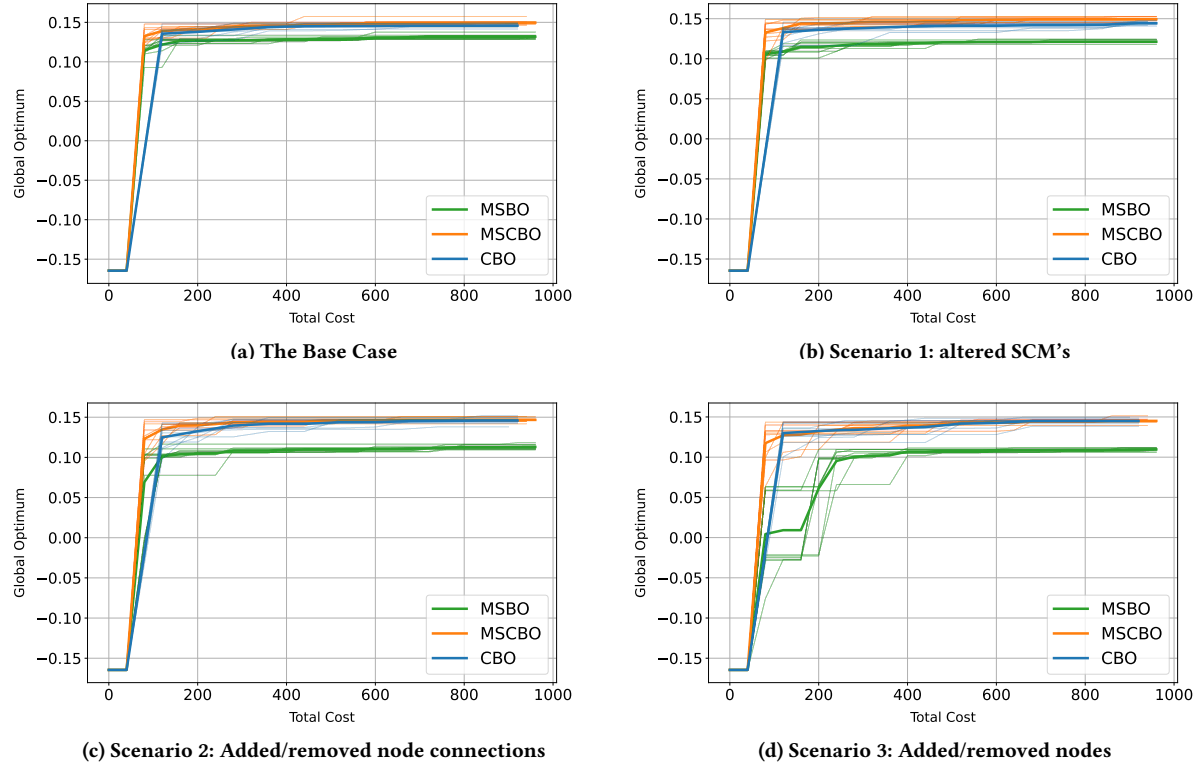 0.15
0.10
0.05
0.00
−0.05
−0.10
−0.15
Global Optimum
MSBO
MSCBO
CBO
0 200 400 600 800 1000
Total Cost
(a) The Base Case
0.15
0.10
0.05
0.00
−0.05
−0.10
−0.15
Global Optimum
MSBO
MSCBO
CBO
0 200 400 600 800 1000
Total Cost
(b) Scenario 1: altered SCM's
0.15
0.10
0.05
0.00
−0.05
−0.10
−0.15
Global Optimum
MSBO
MSCBO
CBO
0 200 400 600 800 1000
Total Cost
(c) Scenario 2: Added/removed node connections
0.15
0.10
0.05
0.00
−0.05
−0.10
−0.15
Global Optimum
MSBO
MSCBO
CBO
0 200 400 600 800 1000
Total Cost
(d) Scenario 3: Added/removed nodes